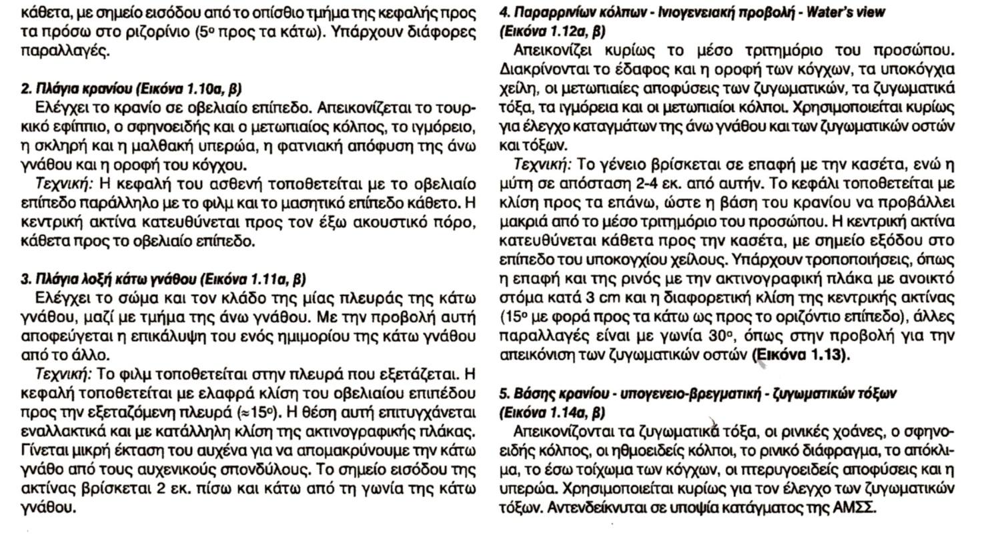 κάθετα, με σημείο εισόδου από το οπίσθιο τμήμα της κεφαλής προς
τα πρόσω στο ριζορίνιο (5º προς τα κάτω). Υπάρχουν διάφορες
παραλλαγές.
2. Πλάγια κρανίου (Εικόνα 1.10α, β)
Ελέγχει το κρανίο σε οβελιαίο επίπεδο. Απεικονίζεται το τουρ-
κικό εφίππιο, ο σφηνοειδής και ο μετωπιαίος κόλπος, το ιγμόρειο,
η σκληρή και η μαλθακή υπερώα, η φατνιακή απόφυση της άνω
γνάθου και η οροφή του κόγχου.
Τεχνική: Η κεφαλή του ασθενή τοποθετείται με το οβελιαίο
επίπεδο παράλληλο με το φιλμ και το μασητικό επίπεδο κάθετο. Η
κεντρική ακτίνα κατευθύνεται προς τον έξω ακουστικό πόρο,
κάθετα προς το οβελιαίο επίπεδο.
3. Πλάγια λοξή κάτω γνάθου (Εικόνα 1.11α, β)
Ελέγχει το σώμα και τον κλάδο της μίας πλευράς της κάτω
γνάθου, μαζί με τμήμα της άνω γνάθου. Με την προβολή αυτή
αποφεύγεται η επικάλυψη του ενός ημιμορίου της κάτω γνάθου
από το άλλο.
Τεχνική: Το φιλμ τοποθετείται στην πλευρά που εξετάζεται. Η
κεφαλή τοποθετείται με ελαφρά κλίση του οβελιαίου επιπέδου
προς την εξεταζόμενη πλευρά (≈15º). Η θέση αυτή επιτυγχάνεται
εναλλακτικά και με κατάλληλη κλίση της ακτινογραφικής πλάκας.
Γίνεται μικρή έκταση του αυχένα για να απομακρύνουμε την κάτω
γνάθο από τους αυχενικούς σπονδύλους. Το σημείο εισόδου της
ακτίνας βρίσκεται 2 εκ. πίσω και κάτω από τη γωνία της κάτω
γνάθου.
4. Παραρρινίων κόλπων - Ινιογενειακή προβολή - Water's view
(Εικόνα 1.12α, β)
Απεικονίζει κυρίως το μέσο τριτημόριο του προσώπου.
Διακρίνονται το έδαφος και η οροφή των κόγχων, τα υποκόγχια
χείλη, οι μετωπιαίες αποφύσεις των ζυγωματικών, τα ζυγωματικά
τόξα, τα ιγμόρεια και οι μετωπιαίοι κόλποι. Χρησιμοποιείται κυρίως
για έλεγχο καταγμάτων της άνω γνάθου και των ζυγωματικών οστών
και τόξων.
Τεχνική: Το γένειο βρίσκεται σε επαφή με την κασέτα, ενώ η
μύτη σε απόσταση 2-4 εκ. από αυτήν. Το κεφάλι τοποθετείται με
κλίση προς τα επάνω, ώστε η βάση του κρανίου να προβάλλει
μακριά από το μέσο τριτημόριο του προσώπου. Η κεντρική ακτίνα
κατευθύνεται κάθετα προς την κασέτα, με σημείο εξόδου στο
επίπεδο του υποκογχίου χείλους. Υπάρχουν τροποποιήσεις, όπως
η επαφή και της ρινός με την ακτινογραφική πλάκα με ανοικτό
στόμα κατά 3 cm και η διαφορετική κλίση της κεντρικής ακτίνας
(15º με φορά προς τα κάτω ως προς το οριζόντιο επίπεδο), άλλες
παραλλαγές είναι με γωνία 30º, όπως στην προβολή για την
απεικόνιση των ζυγωματικών οστών (Εικόνα 1.13).
5. Βάσης κρανίου - υπογενειο-βρεγματική - ζυγωματικών τόξων
(Εικόνα 1.14α, β)
Απεικονίζονται τα ζυγωματικά τόξα, οι ρινικές χοάνες, ο σφηνο-
ειδής κόλπος, οι ηθμοειδείς κόλποι, το ρινικό διάφραγμα, το απόκλι-
μα, το έσω τοίχωμα των κόγχων, οι πτερυγοειδείς αποφύσεις και η
υπερώα. Χρησιμοποιείται κυρίως για τον έλεγχο των ζυγωματικών
τόξων. Αντενδείκνυται σε υποψία κατάγματος της ΑΜΣΣ.